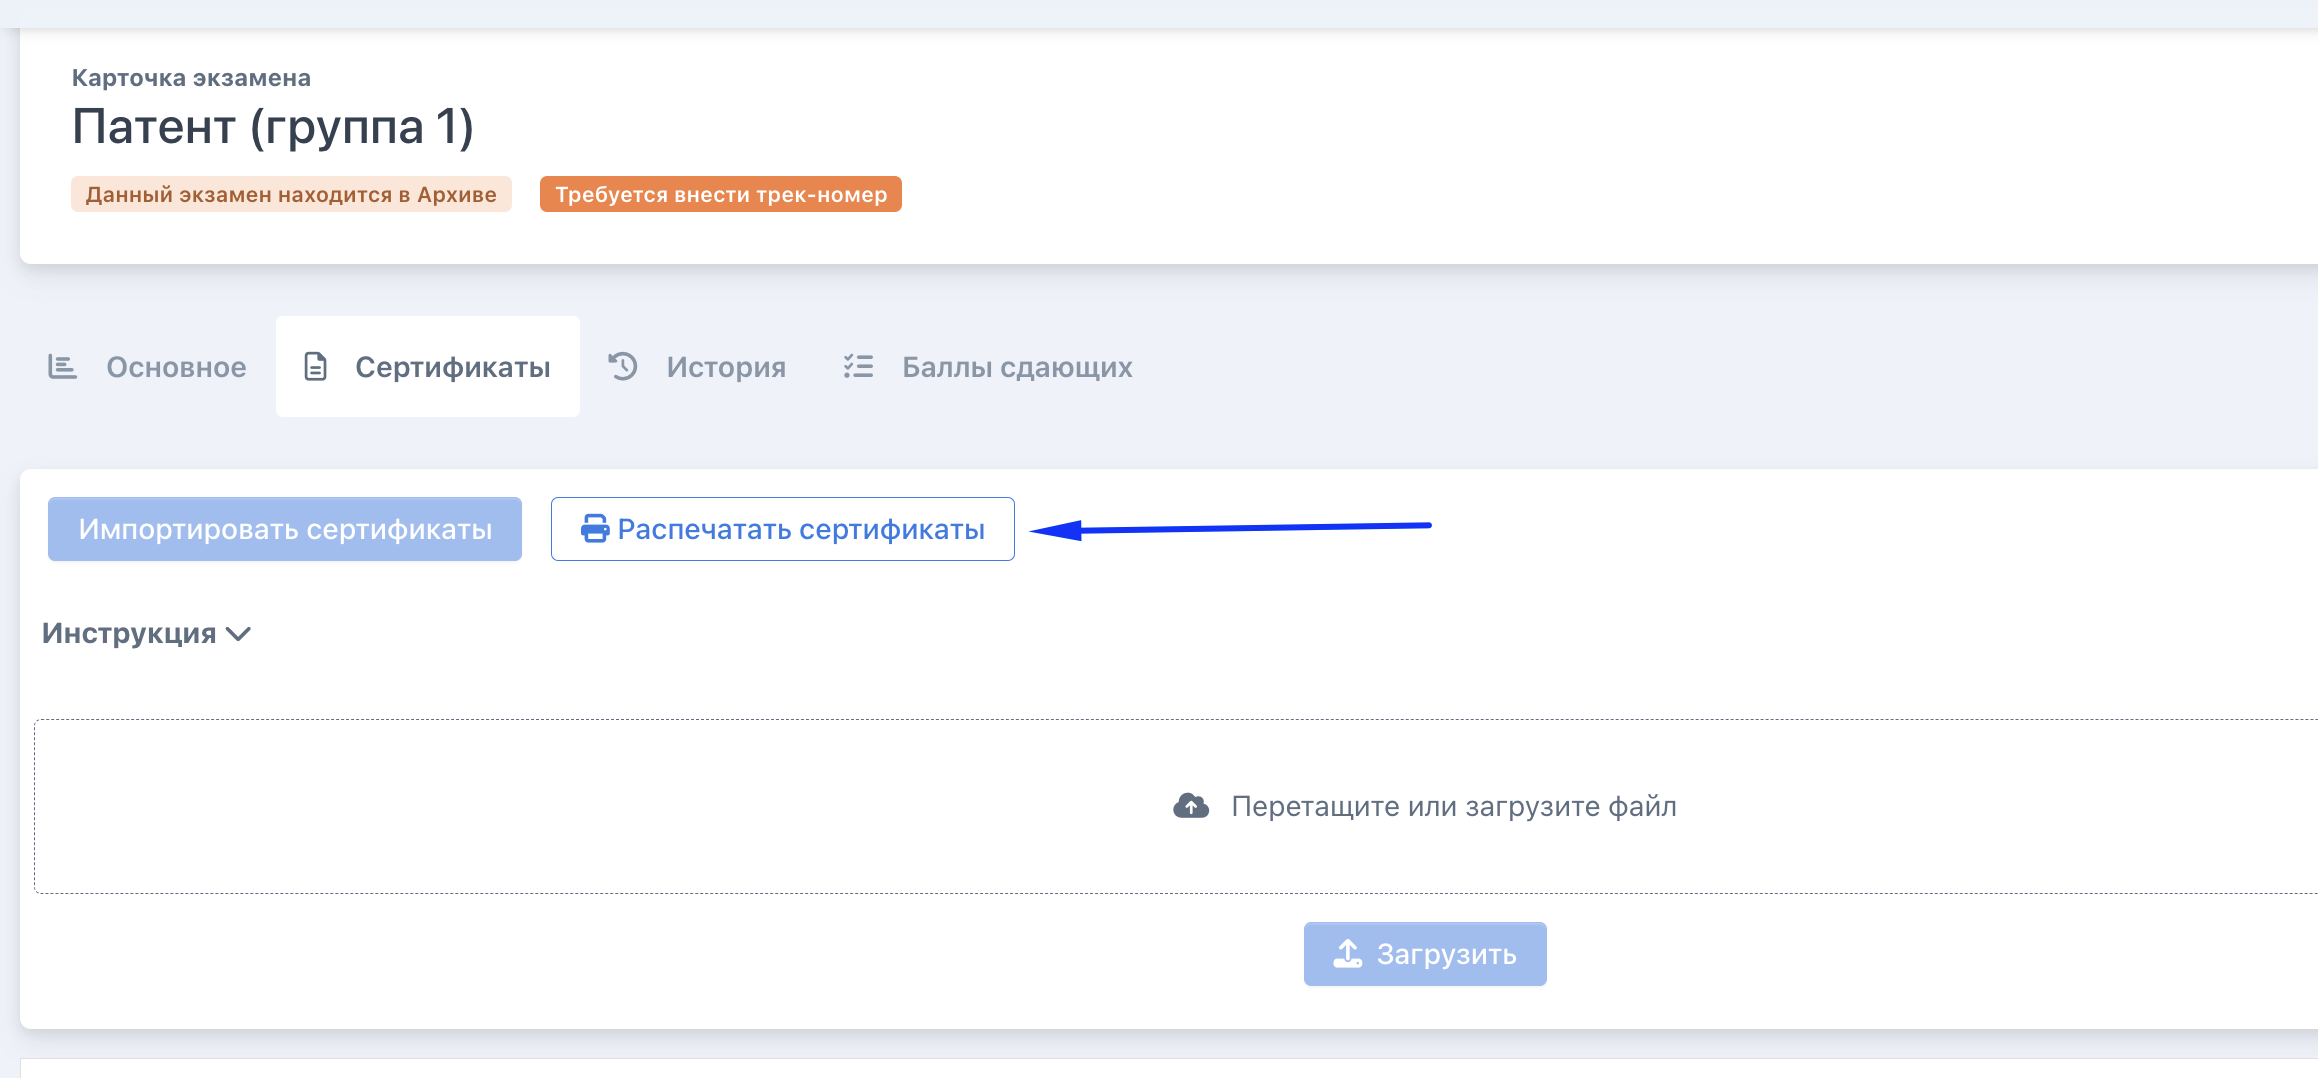 Карточка экзамена
Патент (группа 1)
Данный экзамен находится в Архиве Требуется внести трек-номер
Основное Сертификаты История Баллы сдающих
Импортировать сертификаты Распечатать сертификаты
Инструкция
Перетащите или загрузите файл
Загрузить